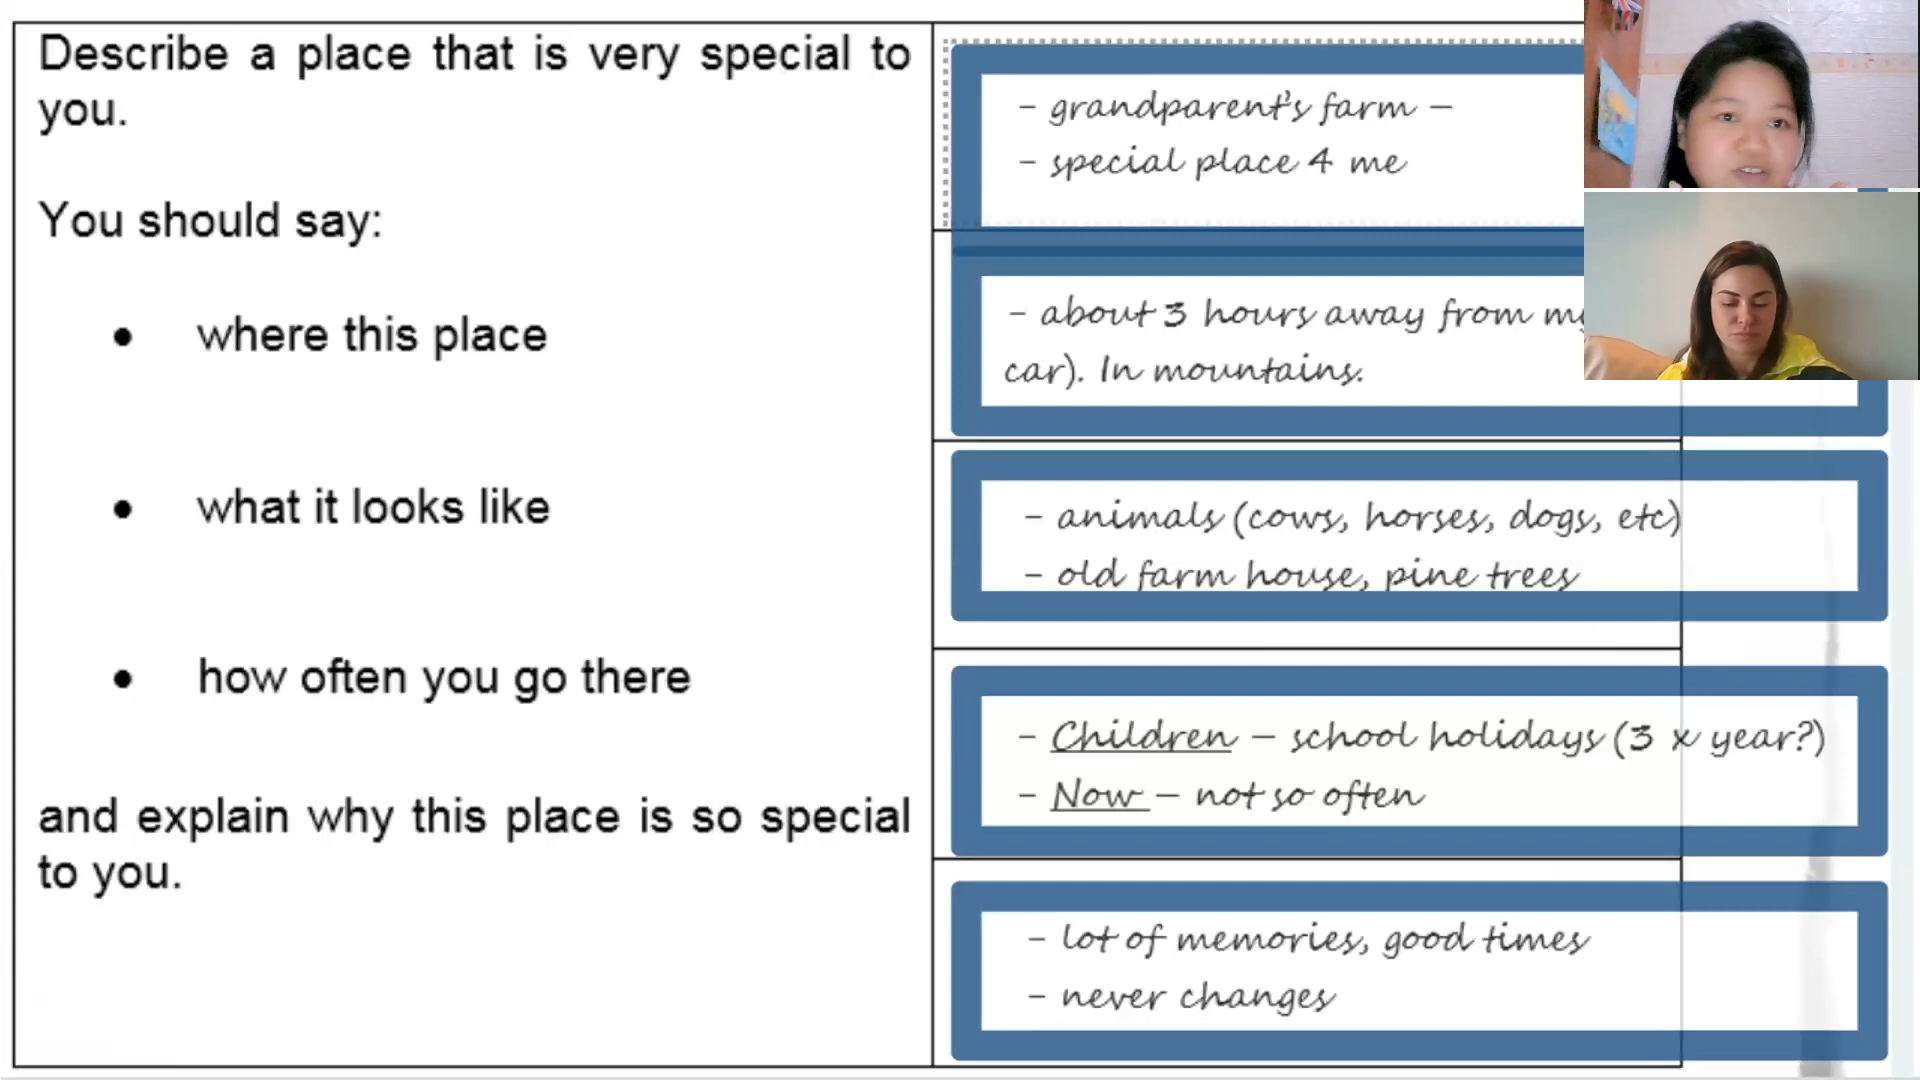 Describe a place that is very special to
you.
You should say:
• where this place
• what it looks like
• how often you go there
and explain why this place is so special
to you.
- grandparent's farm –
- special place 4 me
- about 3 hours away from
car). In mountains.
- animals (cows, horses, dogs, etc)
- old farm house, pine trees
- Children – school holidays (3 x year?)
- Now – not so often
- lot of memories, good times
- never changes